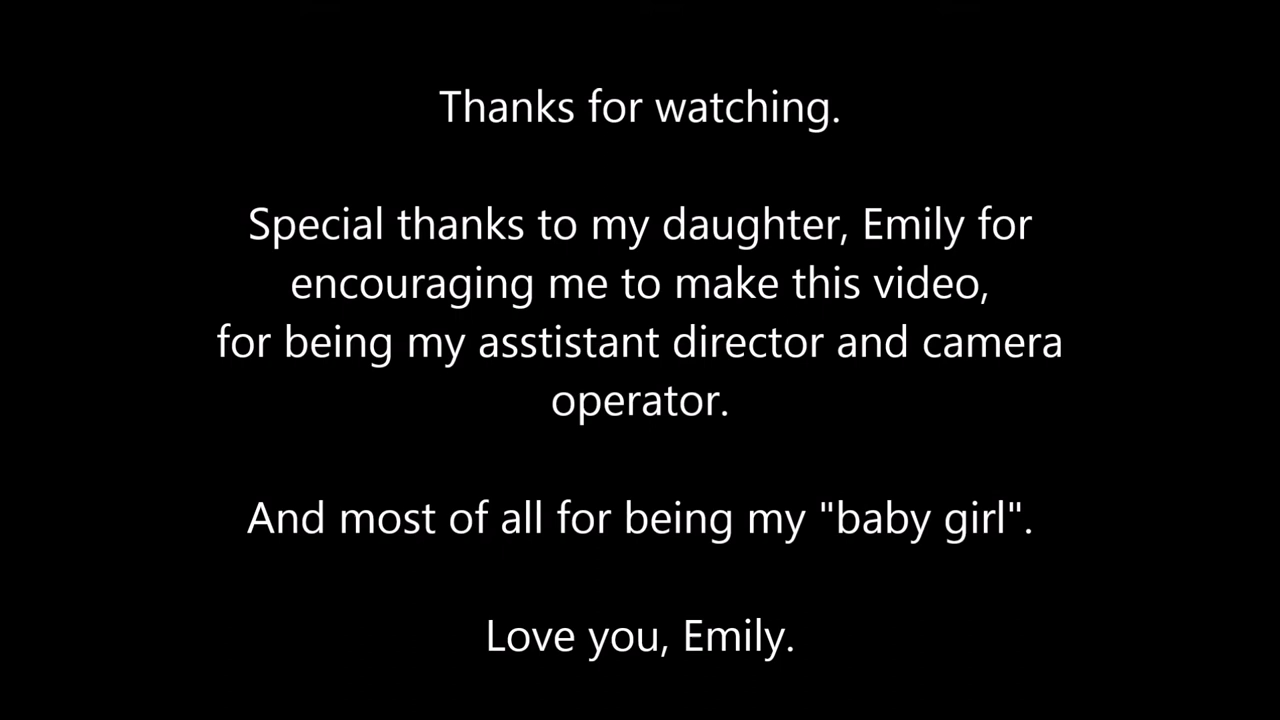 Thanks for watching.
Special thanks to my daughter, Emily for
encouraging me to make this video,
for being my asstistant director and camera
operator.
And most of all for being my "baby girl".
Love you, Emily.